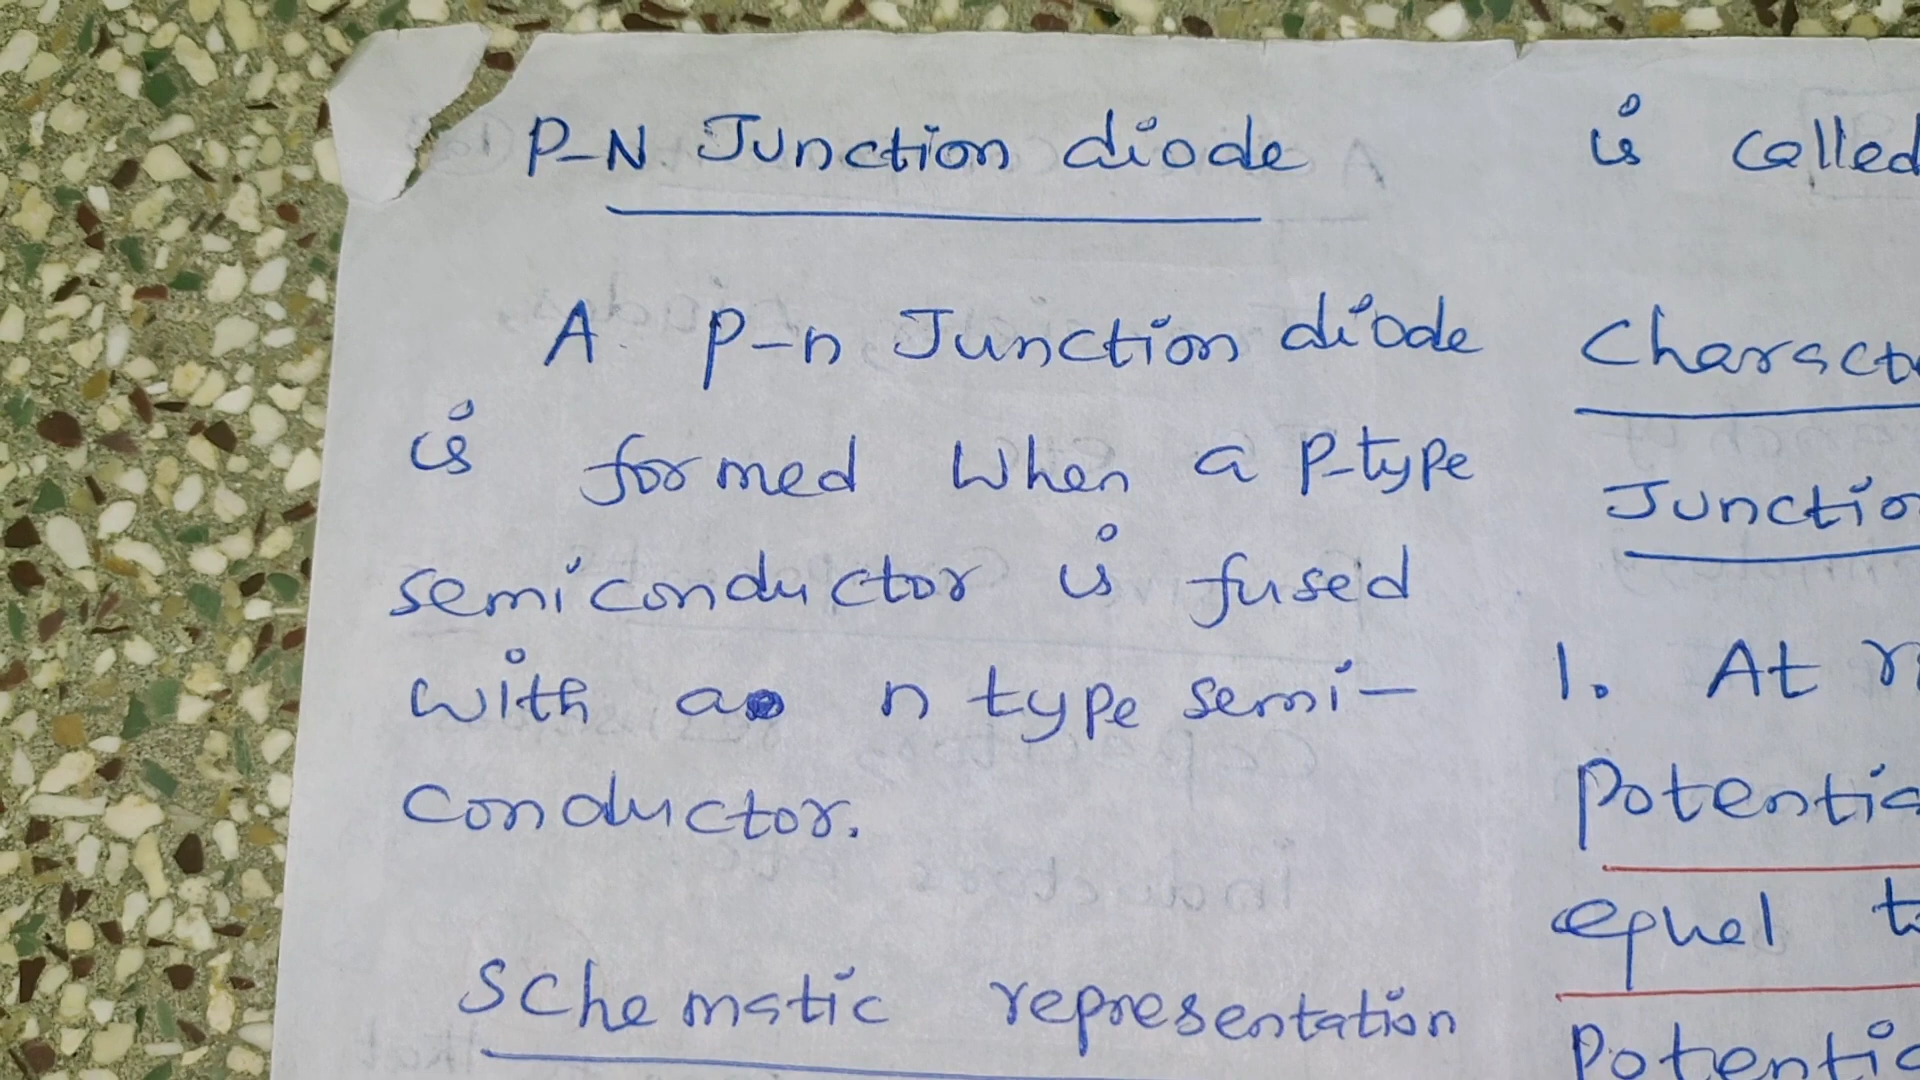 P-N Junction diode
A p-n Junction diode
is formed when a p-type
semiconductor is fused
with a n type semi-
conductor.
Schematic representation
is called
Charact
Junction
1. At
potentia
equel t
potentia